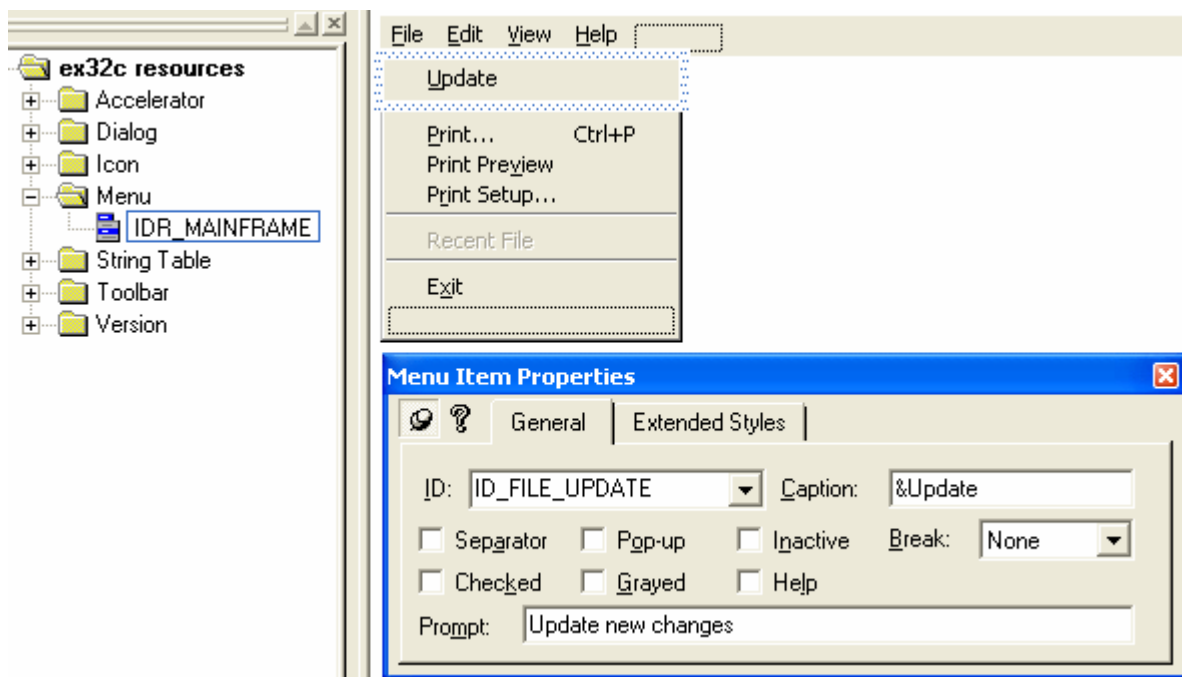 ex32c resources
Accelerator
Dialog
Icon
Menu
IDR_MAINFRAME
String Table
Toolbar
Version
File Edit View Help
Update
Print... Ctrl+P
Print Preview
Print Setup...
Recent File
Exit
Menu Item Properties
General Extended Styles
ID: ID_FILE_UPDATE Caption: &Update
Separator Pop-up Inactive Break: None
Checked Grayed Help
Prompt: Update new changes